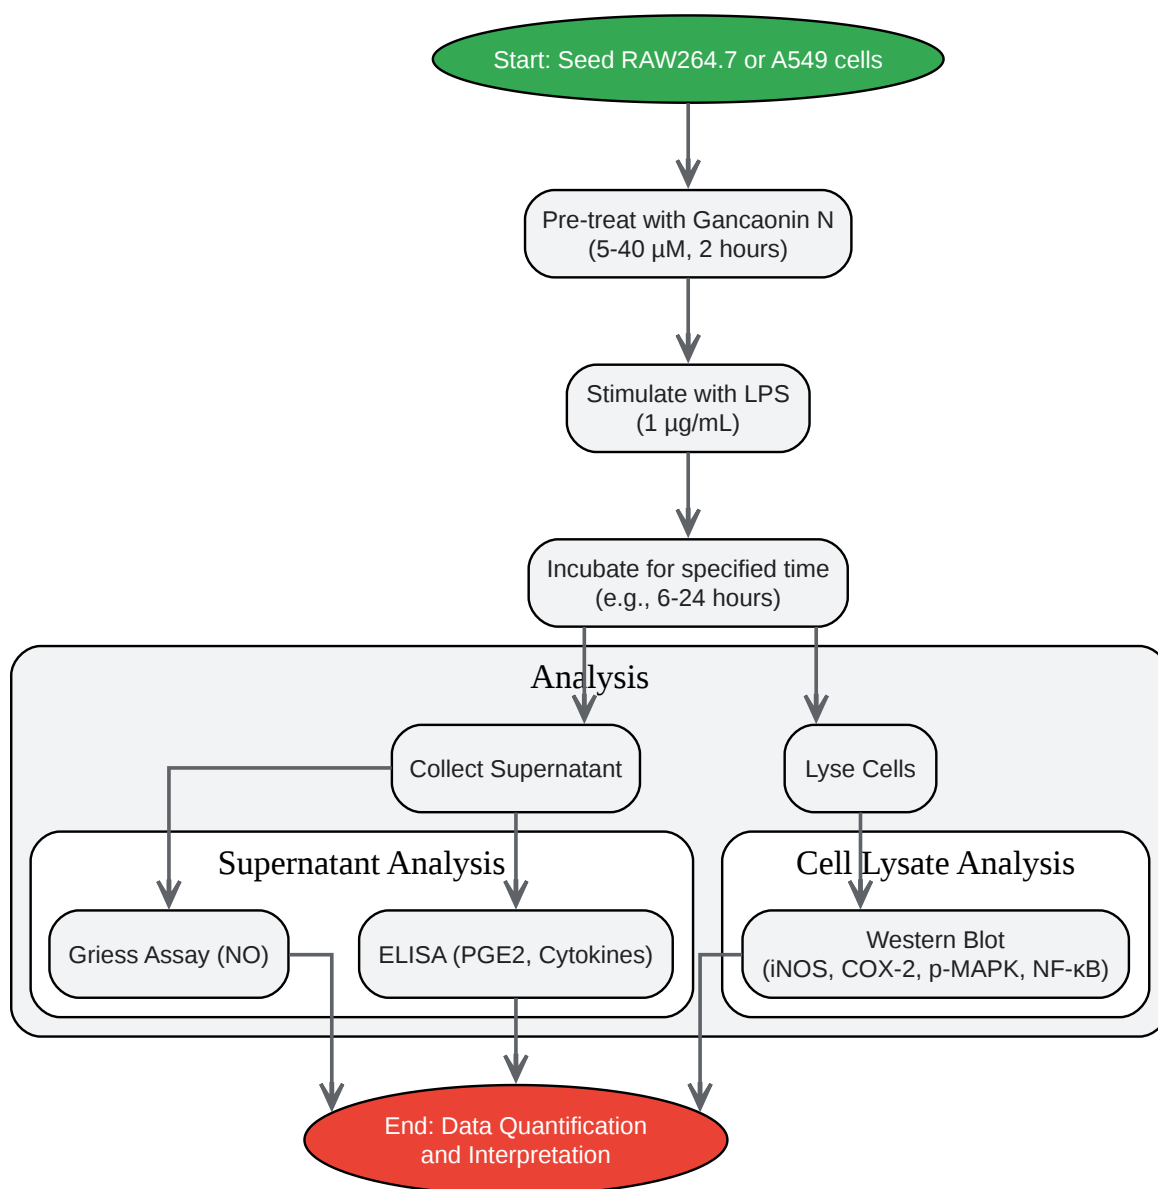 Start: Seed RAW264.7 or A549 cells
Pre-treat with Gancaonin N
(5-40 µM, 2 hours)
Stimulate with LPS
(1 µg/mL)
Incubate for specified time
(e.g., 6-24 hours)
Analysis
Collect Supernatant
Lyse Cells
Supernatant Analysis
Cell Lysate Analysis
Griess Assay (NO)
ELISA (PGE2, Cytokines)
Western Blot
(iNOS, COX-2, p-MAPK, NF-κB)
End: Data Quantification
and Interpretation